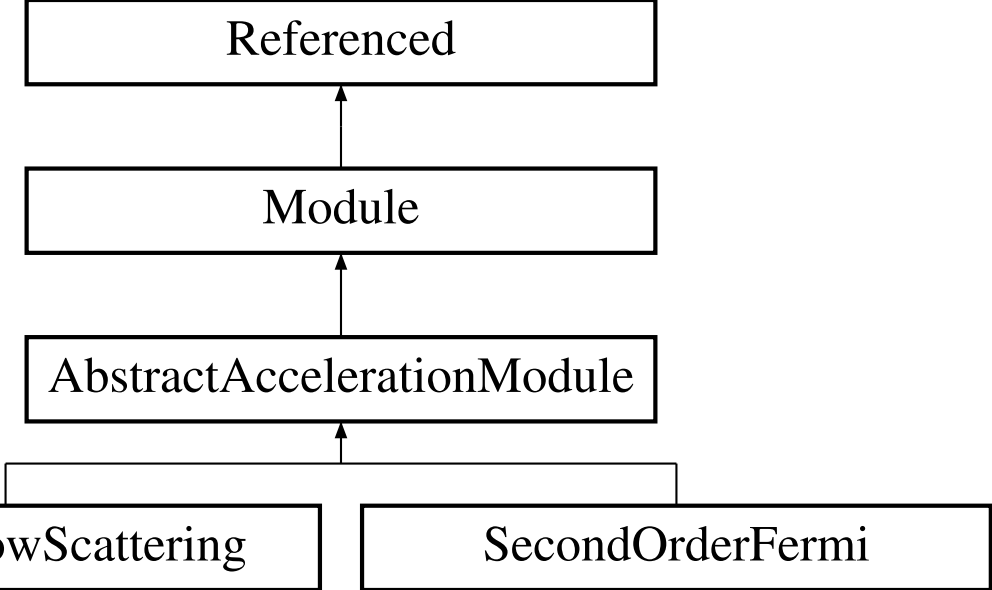 Referenced
Module
AbstractAccelerationModule
owScattering SecondOrderFermi